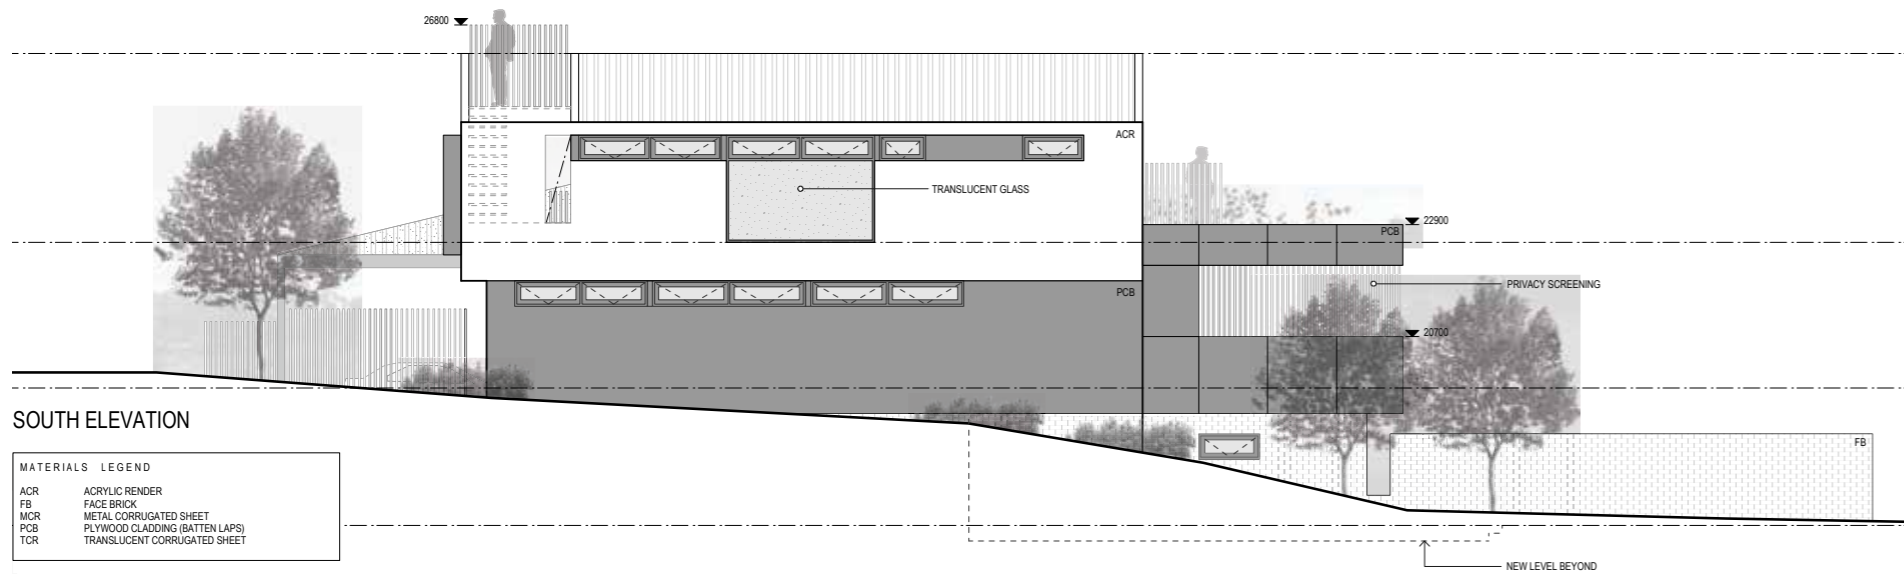 26800
ACR
TRANSLUCENT GLASS
22900
PCB
PRIVACY SCREENING
PCB
20700
SOUTH ELEVATION
FB
MATERIALS LEGEND
ACR ACRYLIC RENDER
FB FACE BRICK
MCR METAL CORRUGATED SHEET
PCB PLYWOOD CLADDING (BATTEN LAPS)
TCR TRANSLUCENT CORRUGATED SHEET
NEW LEVEL BEYOND